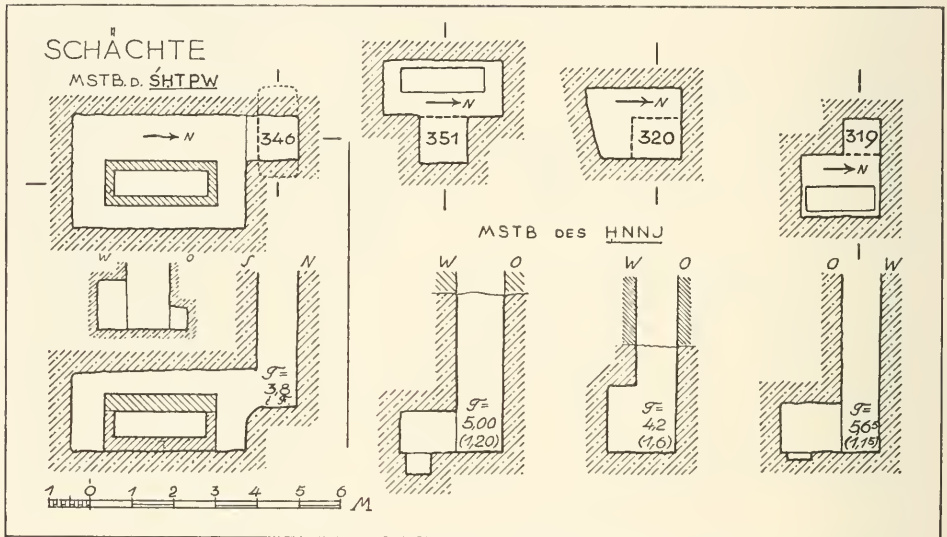 SCHÄCHTE
MSTB. D. ŚḤTPW
346
N
351
N
320
N
319
N
MSTB DES ḤNNJ
W O
S N
T=
3,8
W O
T=
5,00
(1,20)
W O
T=
4,2
(1,6)
O W
T=
5,65
(1,15)
1 0 1 2 3 4 5 6 M